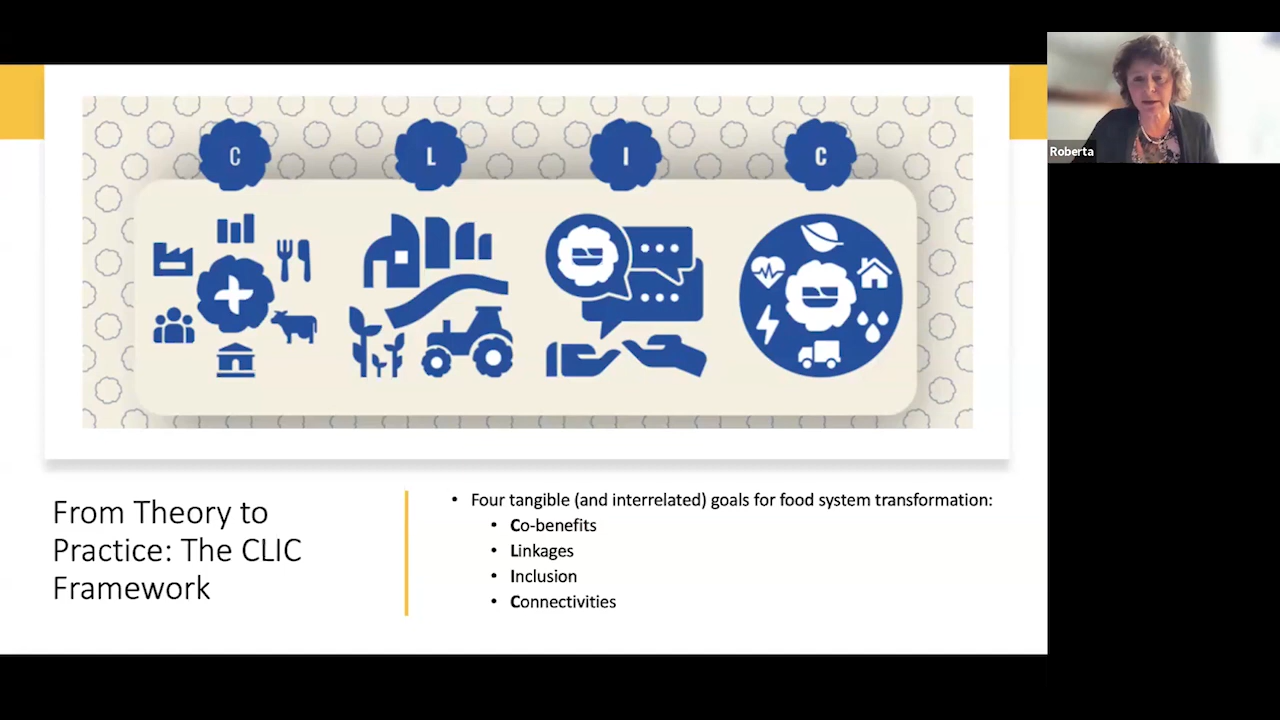 C
L
I
C
From Theory to
Practice: The CLIC
Framework
• Four tangible (and interrelated) goals for food system transformation:
• Co-benefits
• Linkages
• Inclusion
• Connectivities
Roberta